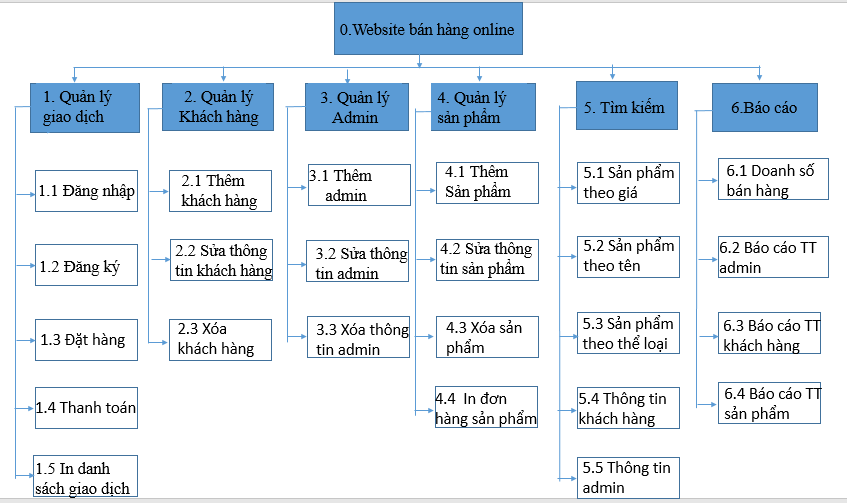 0.Website bán hàng online
1. Quản lý
giao dịch
2. Quản lý
Khách hàng
3. Quản lý
Admin
4. Quản lý
sản phẩm
5. Tìm kiếm
6.Báo cáo
1.1 Đăng nhập
1.2 Đăng ký
1.3 Đặt hàng
1.4 Thanh toán
1.5 In danh
sách giao dịch
2.1 Thêm
khách hàng
2.2 Sửa thông
tin khách hàng
2.3 Xóa
khách hàng
3.1 Thêm
admin
3.2 Sửa thông
tin admin
3.3 Xóa thông
tin admin
4.1 Thêm
Sản phẩm
4.2 Sửa thông
tin sản phẩm
4.3 Xóa sản
phẩm
4.4 In đơn
hàng sản phẩm
5.1 Sản phẩm
theo giá
5.2 Sản phẩm
theo tên
5.3 Sản phẩm
theo thể loại
5.4 Thông tin
khách hàng
5.5 Thông tin
admin
6.1 Doanh số
bán hàng
6.2 Báo cáo TT
admin
6.3 Báo cáo TT
khách hàng
6.4 Báo cáo TT
sản phẩm